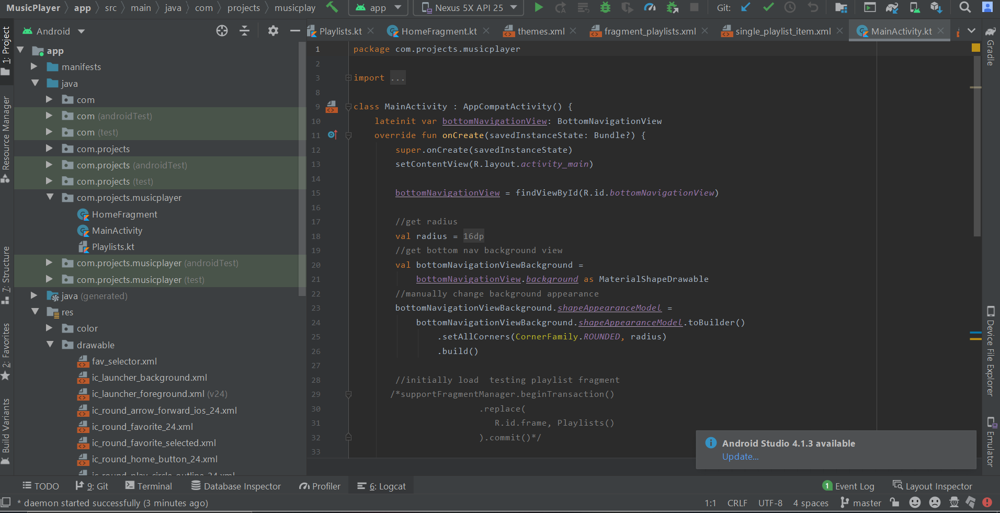 MusicPlayer app src main java com projects musicplay app Nexus 5X API 25 Git:
1: Project
Resource Manager
7: Structure
2: Favorites
Build Variants
Android
app
manifests
java
com
com (androidTest)
com (test)
com.projects
com.projects (androidTest)
com.projects (test)
com.projects.musicplayer
HomeFragment
MainActivity
Playlists.kt
com.projects.musicplayer (androidTest)
com.projects.musicplayer (test)
java (generated)
res
color
drawable
fav_selector.xml
ic_launcher_background.xml
ic_launcher_foreground.xml (v24)
ic_round_arrow_forward_ios_24.xml
ic_round_favorite_24.xml
ic_round_favorite_selected.xml
ic_round_home_button_24.xml
ic_round_play_circle_outline_24.xml
Playlists.kt HomeFragment.kt themes.xml fragment_playlists.xml single_playlist_item.xml MainActivity.kt
1 package com.projects.musicplayer
2
3 import ...
8
9 class MainActivity : AppCompatActivity() {
10 lateinit var bottomNavigationView: BottomNavigationView
11 override fun onCreate(savedInstanceState: Bundle?) {
12 super.onCreate(savedInstanceState)
13 setContentView(R.layout.activity_main)
14
15 bottomNavigationView = findViewById(R.id.bottomNavigationView)
16
17 //get radius
18 val radius = 16dp
19 //get bottom nav background view
20 val bottomNavigationViewBackground =
21 bottomNavigationView.background as MaterialShapeDrawable
22 //manually change background appearance
23 bottomNavigationViewBackground.shapeAppearanceModel =
24 bottomNavigationViewBackground.shapeAppearanceModel.toBuilder()
25 .setAllCorners(CornerFamily.ROUNDED, radius)
26 .build()
27
28 //initially load  testing playlist fragment
29 /*supportFragmentManager.beginTransaction()
30 .replace(
31 R.id.frame, Playlists()
32 ).commit()*/
33
Gradle
Device File Explorer
Emulator
Android Studio 4.1.3 available
Update...
TODO 9: Git Terminal Database Inspector Profiler 6: Logcat 1 Event Log Layout Inspector
* daemon started successfully (3 minutes ago) 1:1 CRLF UTF-8 4 spaces master